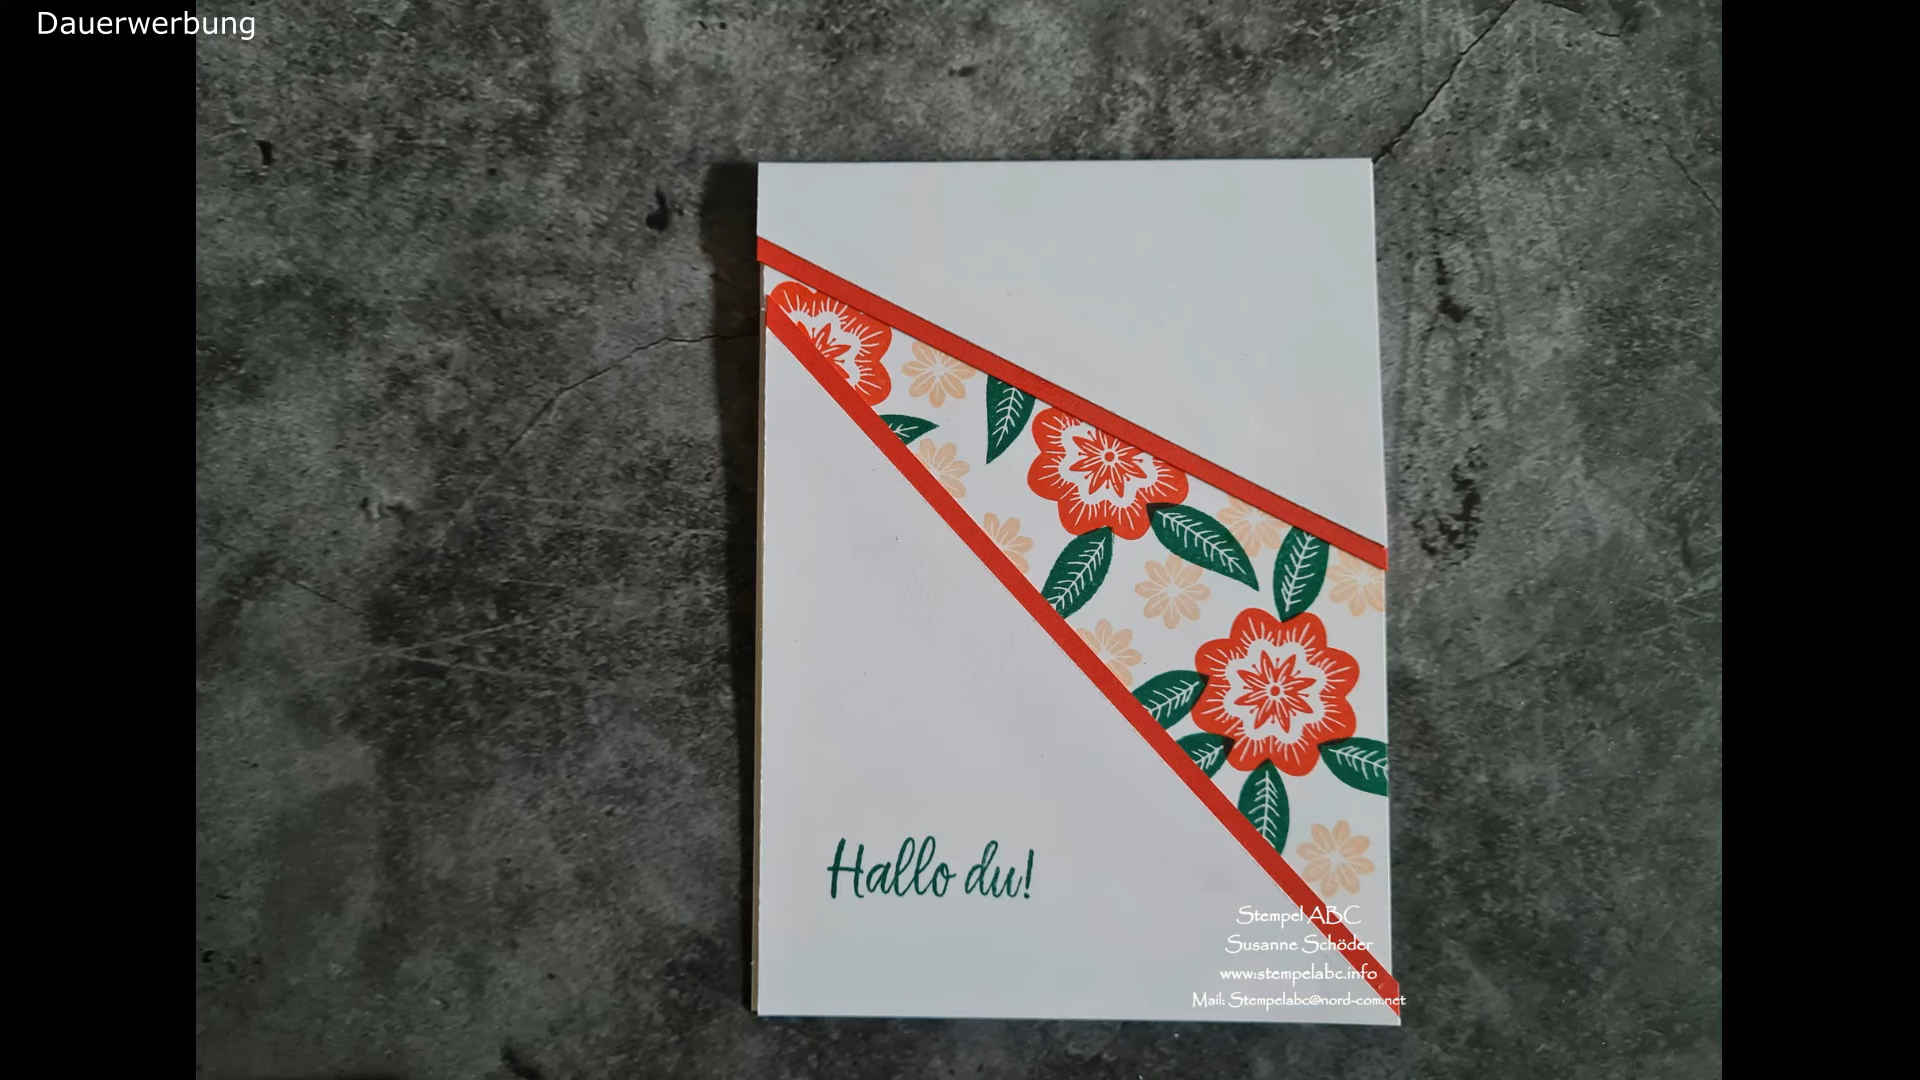 Dauerwerbung
Hallo du!
Stempel ABC
Susanne Schöder
www.stempelabc.info
Mail: Stempelabc@nord-com.net